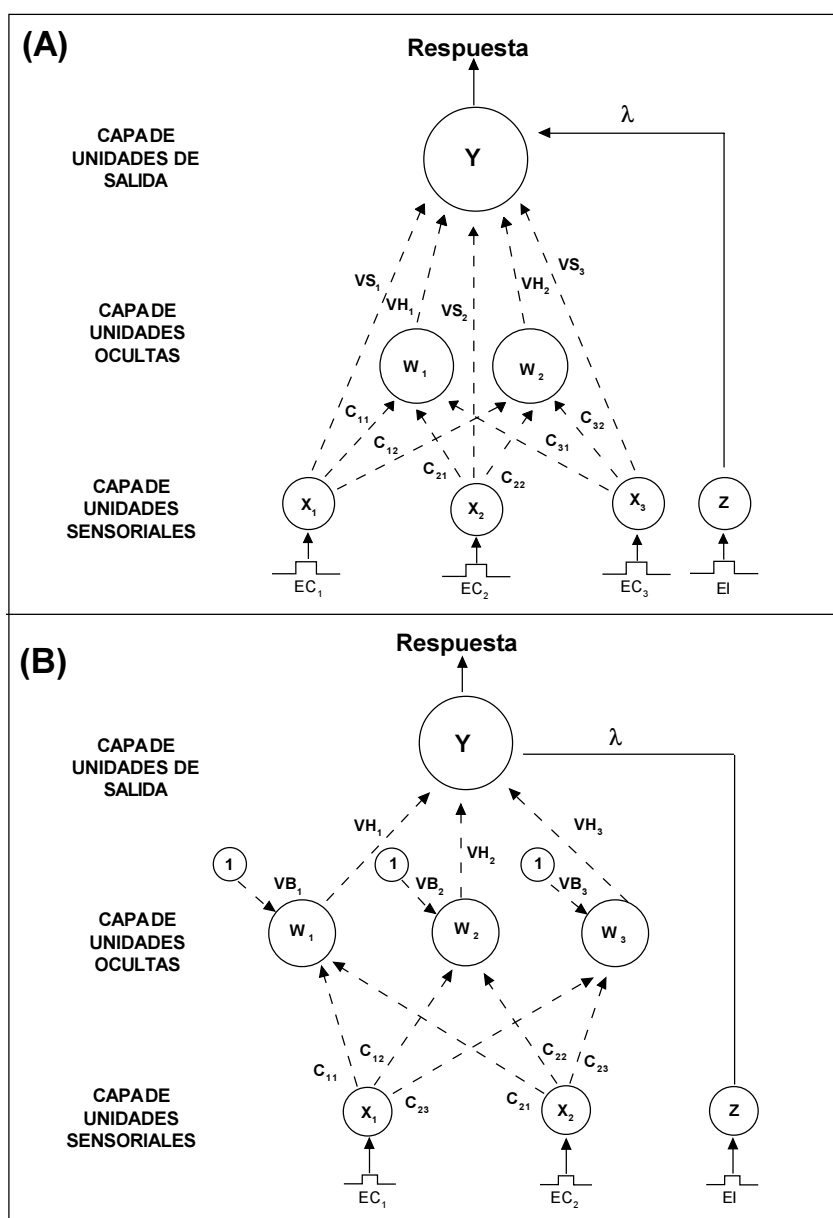 (A)
Respuesta
λ
CAPA DE
UNIDADES DE
SALIDA
Y
VS1
VH1
VS2
VH2
VS3
CAPA DE
UNIDADES
OCULTAS
W1
W2
C11
C12
C21
C22
C31
C32
CAPA DE
UNIDADES
SENSORIALES
X1
X2
X3
Z
EC1
EC2
EC3
EI
(B)
Respuesta
λ
CAPA DE
UNIDADES DE
SALIDA
Y
VH1
VH2
VH3
1
1
1
VB1
VB2
VB3
CAPA DE
UNIDADES
OCULTAS
W1
W2
W3
C11
C12
C23
C21
C22
C23
CAPA DE
UNIDADES
SENSORIALES
X1
X2
Z
EC1
EC2
EI